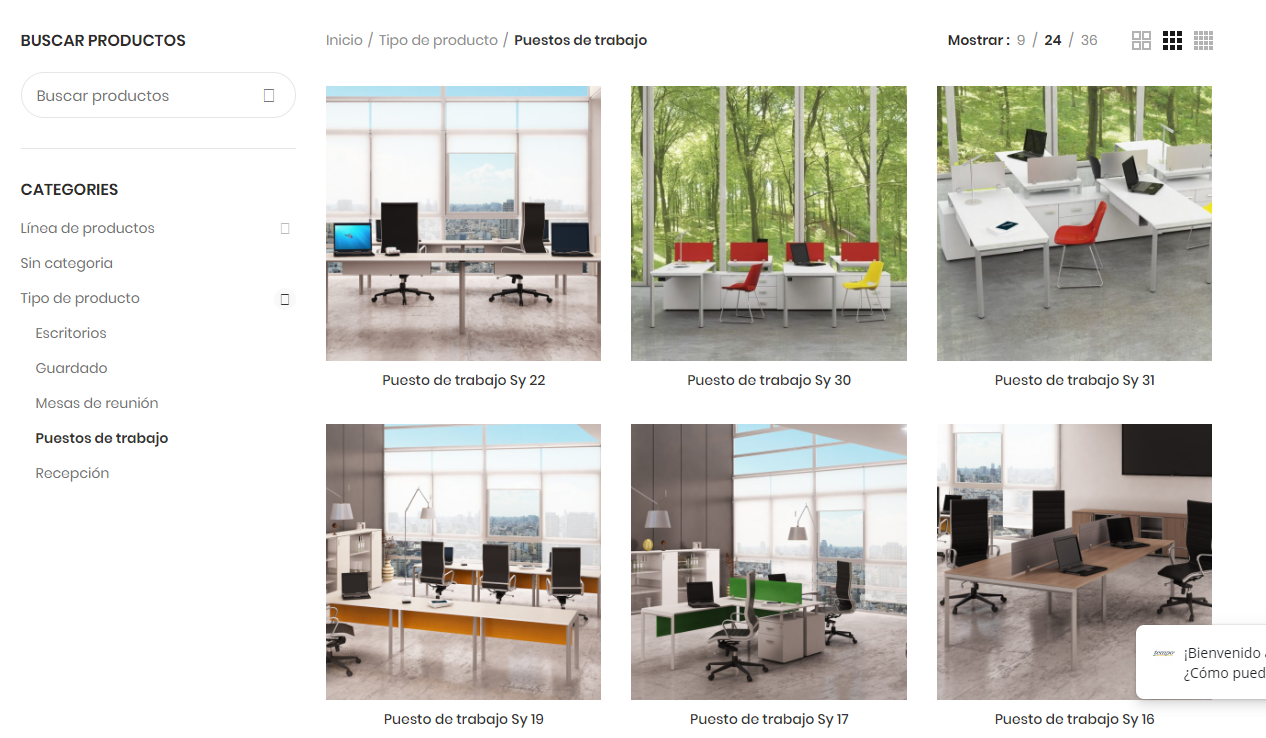 BUSCAR PRODUCTOS
Buscar productos
CATEGORIES
Línea de productos
Sin categoria
Tipo de producto
Escritorios
Guardado
Mesas de reunión
Puestos de trabajo
Recepción
Inicio / Tipo de producto / Puestos de trabajo
Mostrar : 9 / 24 / 36
Puesto de trabajo Sy 22
Puesto de trabajo Sy 30
Puesto de trabajo Sy 31
Puesto de trabajo Sy 19
Puesto de trabajo Sy 17
Puesto de trabajo Sy 16
tempo
¡Bienvenido a
¿Cómo pued